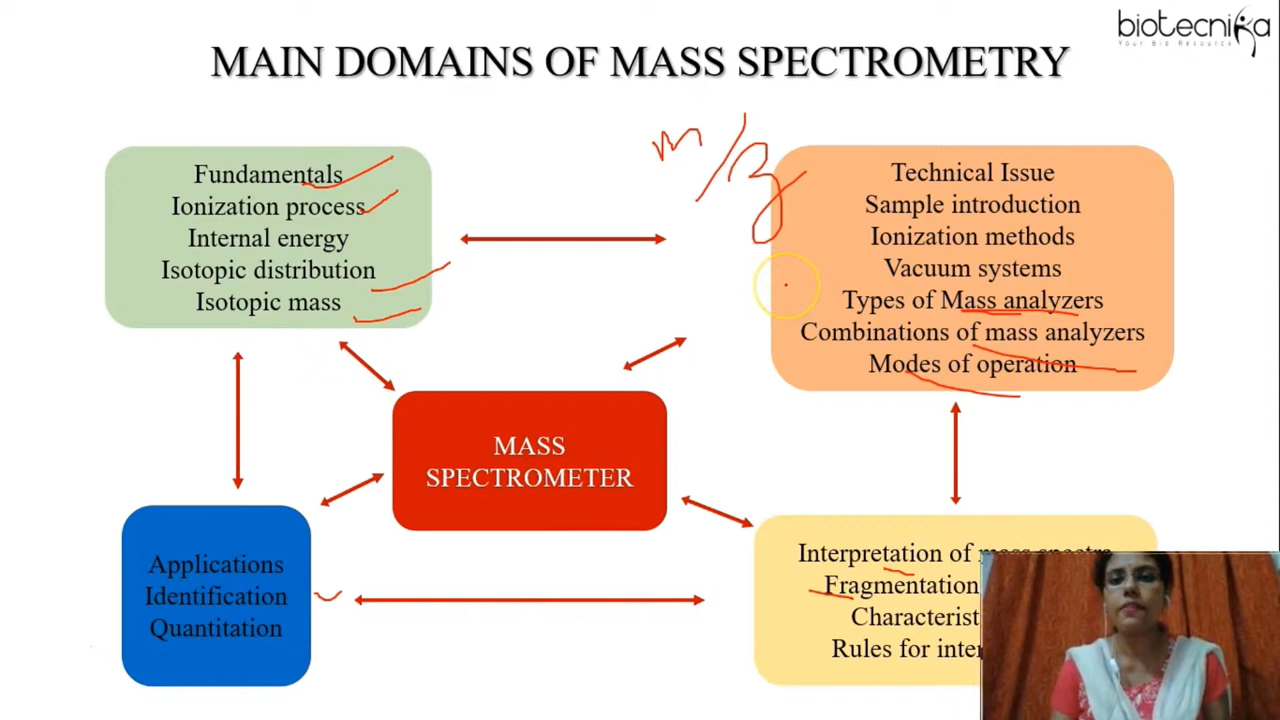 biotecnika
Your Bio Resource
MAIN DOMAINS OF MASS SPECTROMETRY
m/z
Fundamentals
Ionization process
Internal energy
Isotopic distribution
Isotopic mass
Technical Issue
Sample introduction
Ionization methods
Vacuum systems
Types of Mass analyzers
Combinations of mass analyzers
Modes of operation
MASS
SPECTROMETER
Applications
Identification
Quantitation
Interpretation of mass spectra
Fragmentation
Rules for